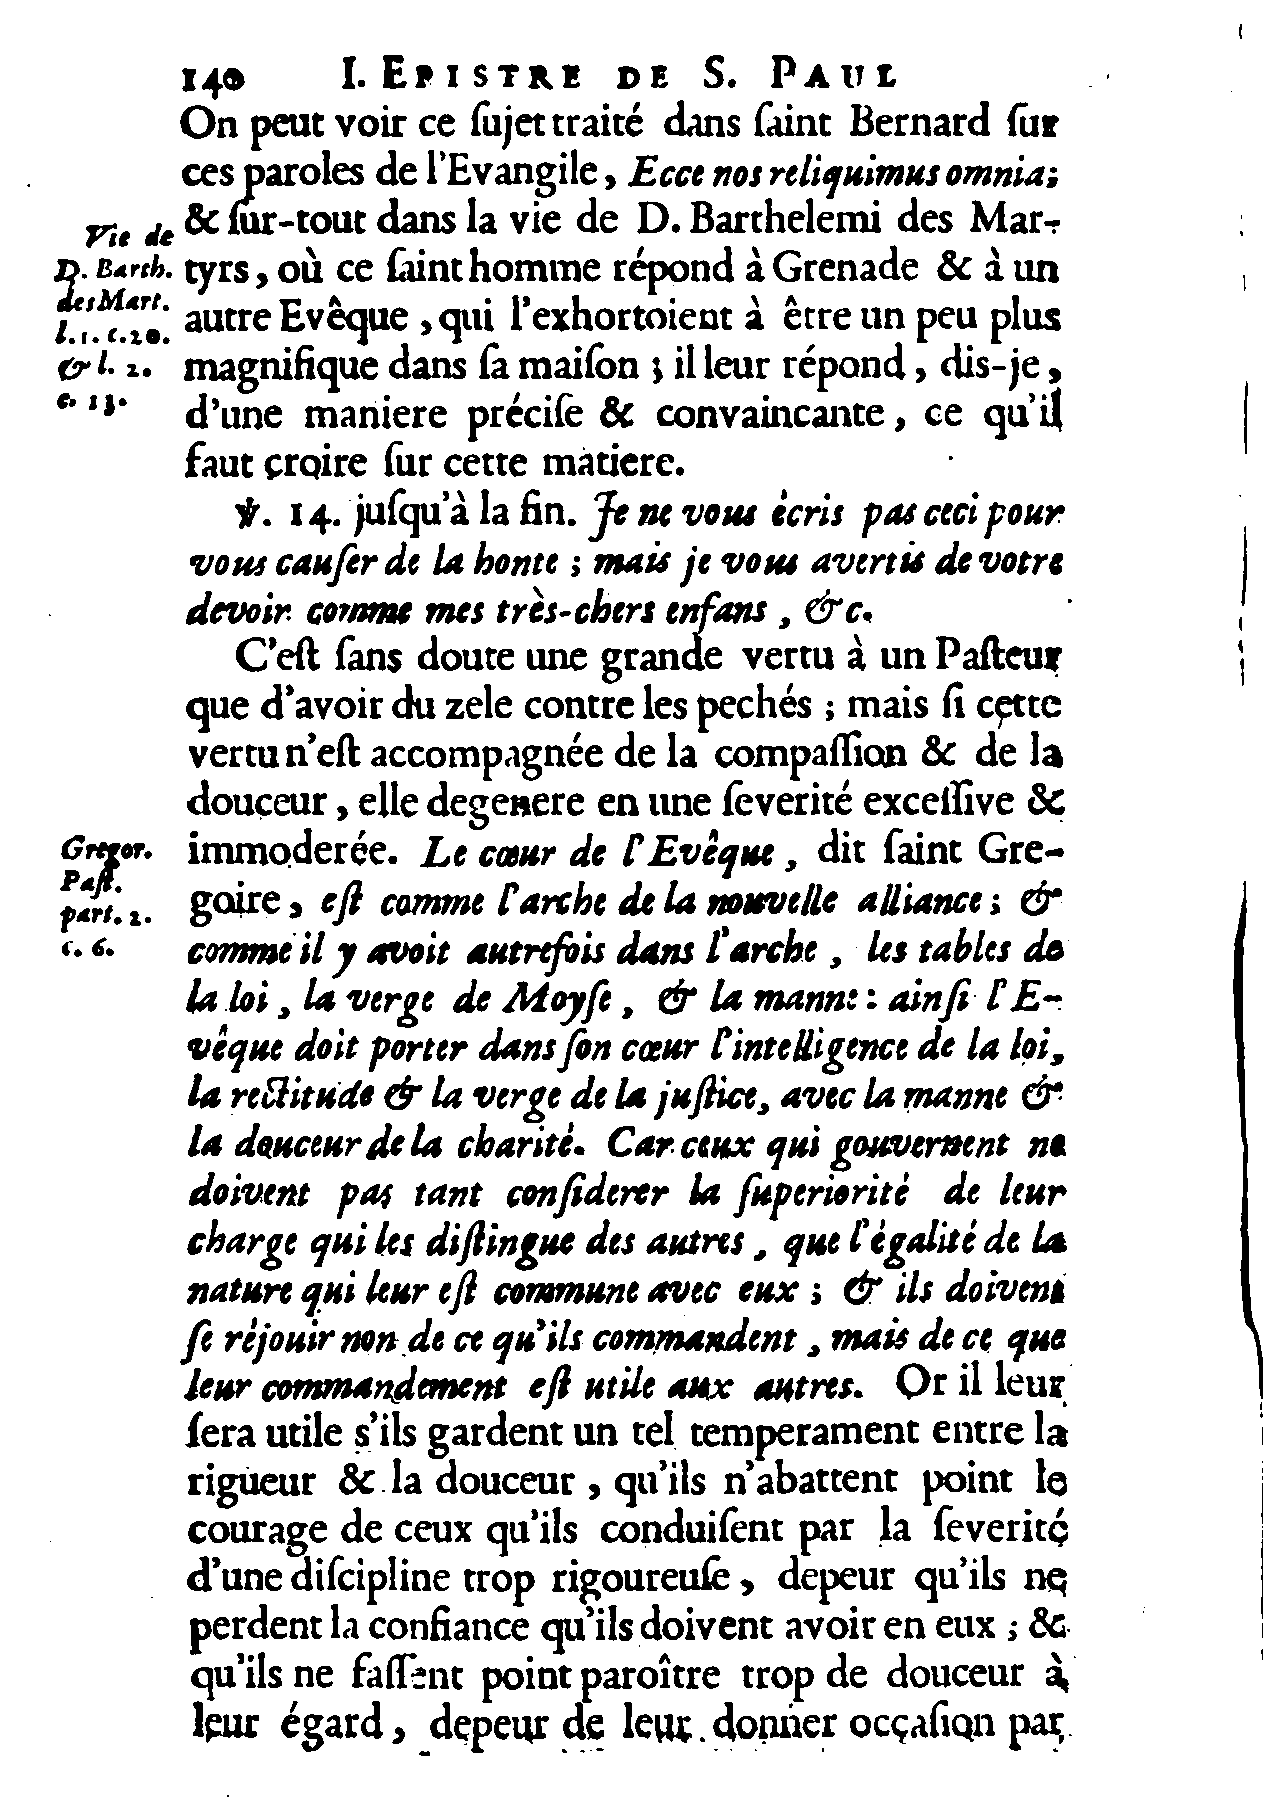 140 I. EPISTRE DE S. PAUL
On peut voir ce ſujet traité dans ſaint Bernard ſur
ces paroles de l'Evangile, Ecce nos reliquimus omnia;
& ſur-tout dans la vie de D. Barthelemi des Mar-
tyrs, où ce ſaint homme répond à Grenade & à un
autre Evêque, qui l'exhortoient à être un peu plus
magnifique dans ſa maiſon; il leur répond, dis-je,
d'une maniere préciſe & convaincante, ce qu'il
faut croire ſur cette matiere.
Vie de
D. Barth.
des Mart.
l. 1. c. 20.
& l. 2.
c. 13.
℣. 14. juſqu'à la fin. Je ne vous écris pas ceci pour
vous cauſer de la honte; mais je vous avertis de votre
devoir comme mes très-chers enfans, &c.
C'eſt ſans doute une grande vertu à un Paſteur
que d'avoir du zele contre les pechés; mais ſi cette
vertu n'eſt accompagnée de la compaſſion & de la
douceur, elle degenere en une ſeverité exceſſive &
immoderée. Le cœur de l'Evêque, dit ſaint Gre-
goire, eſt comme l'arche de la nouvelle alliance; &
comme il y avoit autrefois dans l'arche, les tables de
la loi, la verge de Moyſe, & la manne: ainſi l'E-
vêque doit porter dans ſon cœur l'intelligence de la loi,
la rectitude & la verge de la juſtice, avec la manne &
la douceur de la charité. Car ceux qui gouvernent ne
doivent pas tant conſiderer la ſuperiorité de leur
charge qui les diſtingue des autres, que l'égalité de la
nature qui leur eſt commune avec eux; & ils doivent
ſe réjouir non de ce qu'ils commandent, mais de ce que
leur commandement eſt utile aux autres. Or il leur
ſera utile s'ils gardent un tel temperament entre la
rigueur & la douceur, qu'ils n'abattent point le
courage de ceux qu'ils conduiſent par la ſeverité
d'une diſcipline trop rigoureuſe, depeur qu'ils ne
perdent la confiance qu'ils doivent avoir en eux; &
qu'ils ne faſſent point paroître trop de douceur à
leur égard, depeur de leur donner occaſion par
Gregor.
Paſt.
part. 2.
c. 6.